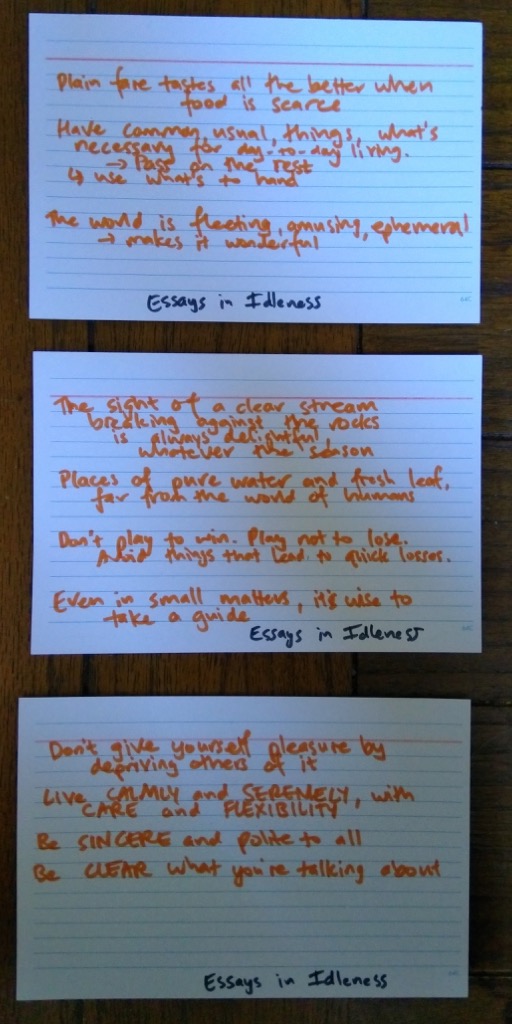 Plain fare tastes all the better when
food is scarce
Have common, usual, things, what's
necessary for day-to-day living.
→ Pass on the rest
↳ use what's to hand
The world is fleeting, amusing, ephemeral
→ makes it wonderful
Essays in Idleness
The sight of a clear stream
breaking against the rocks
is always delightful
whatever the season
Places of pure water and fresh leaf,
far from the world of humans
Don't play to win. Play not to lose.
Avoid things that lead to quick losses.
Even in small matters, it's wise to
take a guide
Essays in Idleness
Don't give yourself pleasure by
depriving others of it
Live CALMLY and SERENELY, with
CARE and FLEXIBILITY
Be SINCERE and polite to all
Be CLEAR what you're talking about
Essays in Idleness